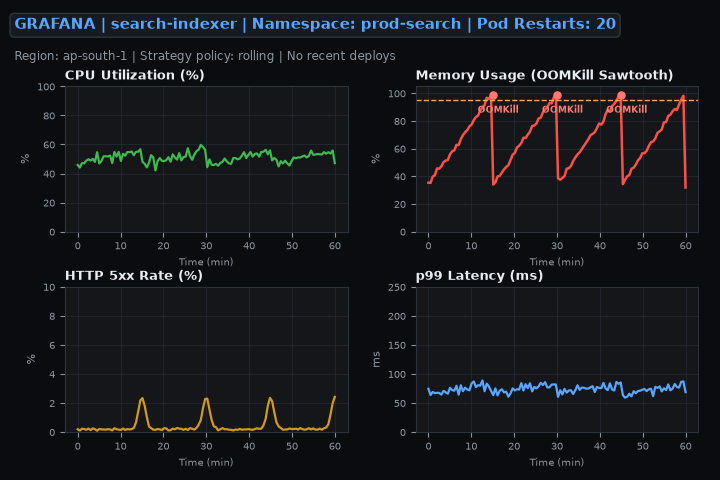 GRAFANA | search-indexer | Namespace: prod-search | Pod Restarts: 20
Region: ap-south-1 | Strategy policy: rolling | No recent deploys
CPU Utilization (%)
100
80
60
40
20
0
%
0 10 20 30 40 50 60
Time (min)
Memory Usage (OOMKill Sawtooth)
100
80
60
40
20
0
%
OOMKill OOMKill OOMKill
0 10 20 30 40 50 60
Time (min)
HTTP 5xx Rate (%)
10
8
6
4
2
0
%
0 10 20 30 40 50 60
Time (min)
p99 Latency (ms)
250
200
150
100
50
0
ms
0 10 20 30 40 50 60
Time (min)